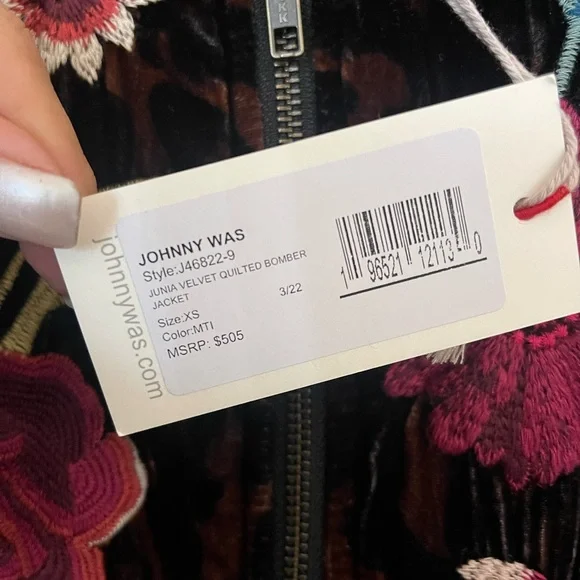 JOHNNY WAS
Style:J46822-9
JUNIA VELVET QUILTED BOMBER
JACKET
3/22
Size:XS
Color:MTI
MSRP: $505
1 96521 12113 0
johnnywas.com